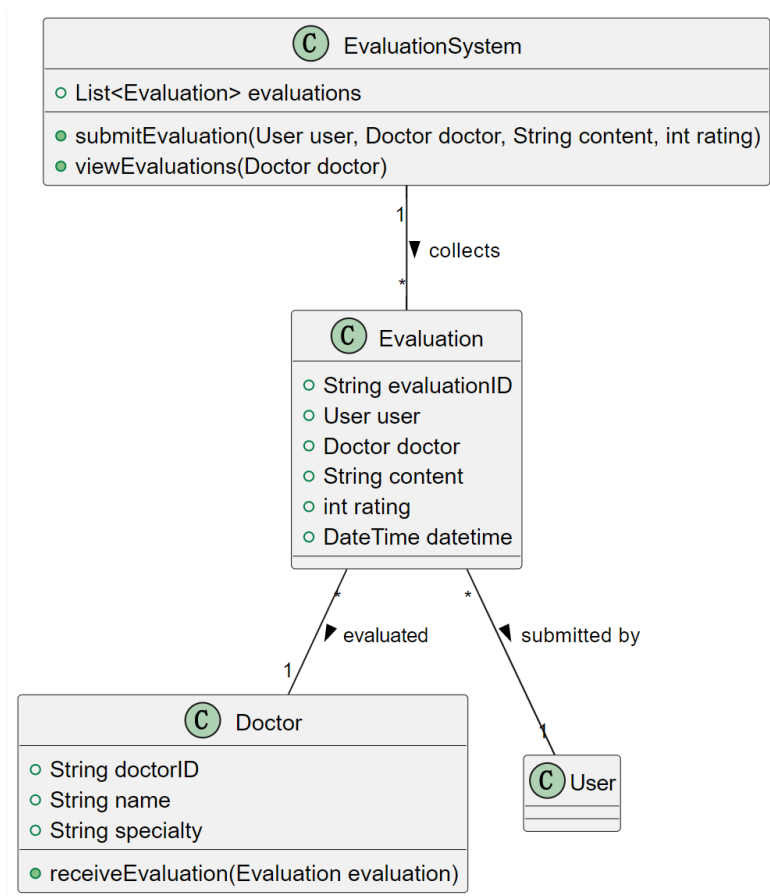 C EvaluationSystem
List<Evaluation> evaluations
submitEvaluation(User user, Doctor doctor, String content, int rating)
viewEvaluations(Doctor doctor)
1
collects
*
C Evaluation
String evaluationID
User user
Doctor doctor
String content
int rating
DateTime datetime
* *
evaluated submitted by
1
1
C Doctor
String doctorID
String name
String specialty
receiveEvaluation(Evaluation evaluation)
C User